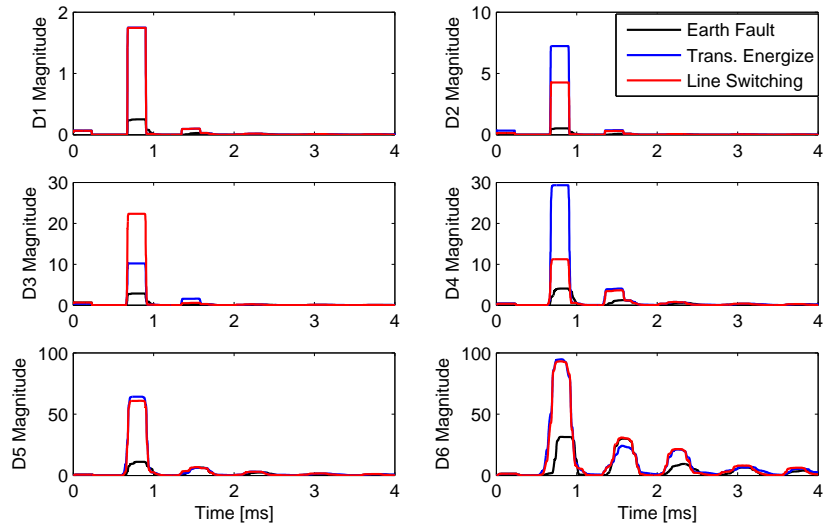 2
1
0
D1 Magnitude
0 1 2 3 4
10
5
0
D2 Magnitude
0 1 2 3 4
Earth Fault
Trans. Energize
Line Switching
30
20
10
0
D3 Magnitude
0 1 2 3 4
30
20
10
0
D4 Magnitude
0 1 2 3 4
100
50
0
D5 Magnitude
0 1 2 3 4
Time [ms]
100
50
0
D6 Magnitude
0 1 2 3 4
Time [ms]